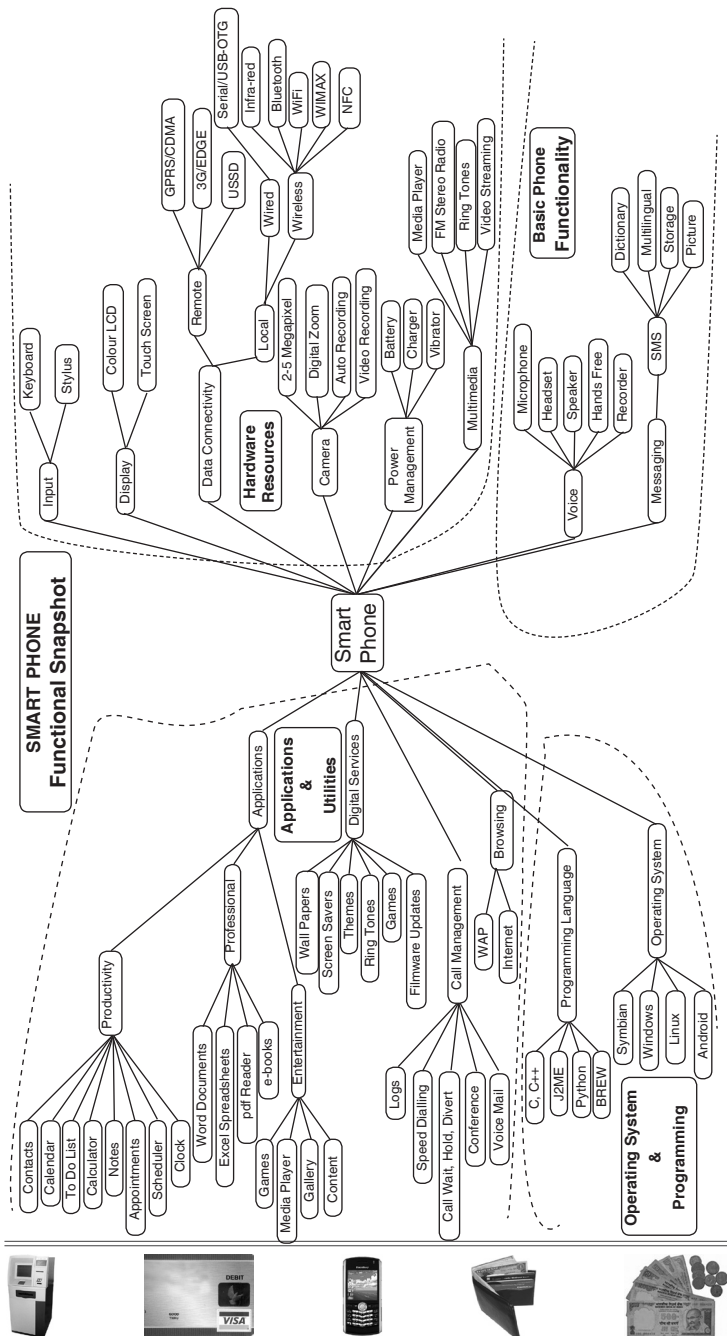 SMART PHONE
Functional Snapshot
Smart
Phone
Input
Keyboard
Stylus
Display
Colour LCD
Touch Screen
Data Connectivity
Remote
GPRS/CDMA
3G/EDGE
USSD
Local
Wired
Serial/USB-OTG
Wireless
Infra-red
Bluetooth
WiFi
WIMAX
NFC
Hardware
Resources
Camera
2-5 Megapixel
Digital Zoom
Auto Recording
Video Recording
Power
Management
Battery
Charger
Vibrator
Multimedia
Media Player
FM Stereo Radio
Ring Tones
Video Streaming
Basic Phone
Functionality
Voice
Microphone
Headset
Speaker
Hands Free
Recorder
Messaging
SMS
Dictionary
Multilingual
Storage
Picture
Applications
Productivity
Contacts
Calendar
To Do List
Calculator
Notes
Appointments
Scheduler
Clock
Professional
Word Documents
Excel Spreadsheets
pdf Reader
e-books
Entertainment
Games
Media Player
Gallery
Content
Applications
&
Utilities
Digital Services
Wall Papers
Screen Savers
Themes
Ring Tones
Games
Filmware Updates
Call Management
Logs
Speed Dialling
Call Wait, Hold, Divert
Conference
Voice Mail
Browsing
WAP
Internet
Programming Language
C, C++
J2ME
Python
BREW
Operating System
Symbian
Windows
Linux
Android
Operating System
&
Programming
DEBIT
VISA